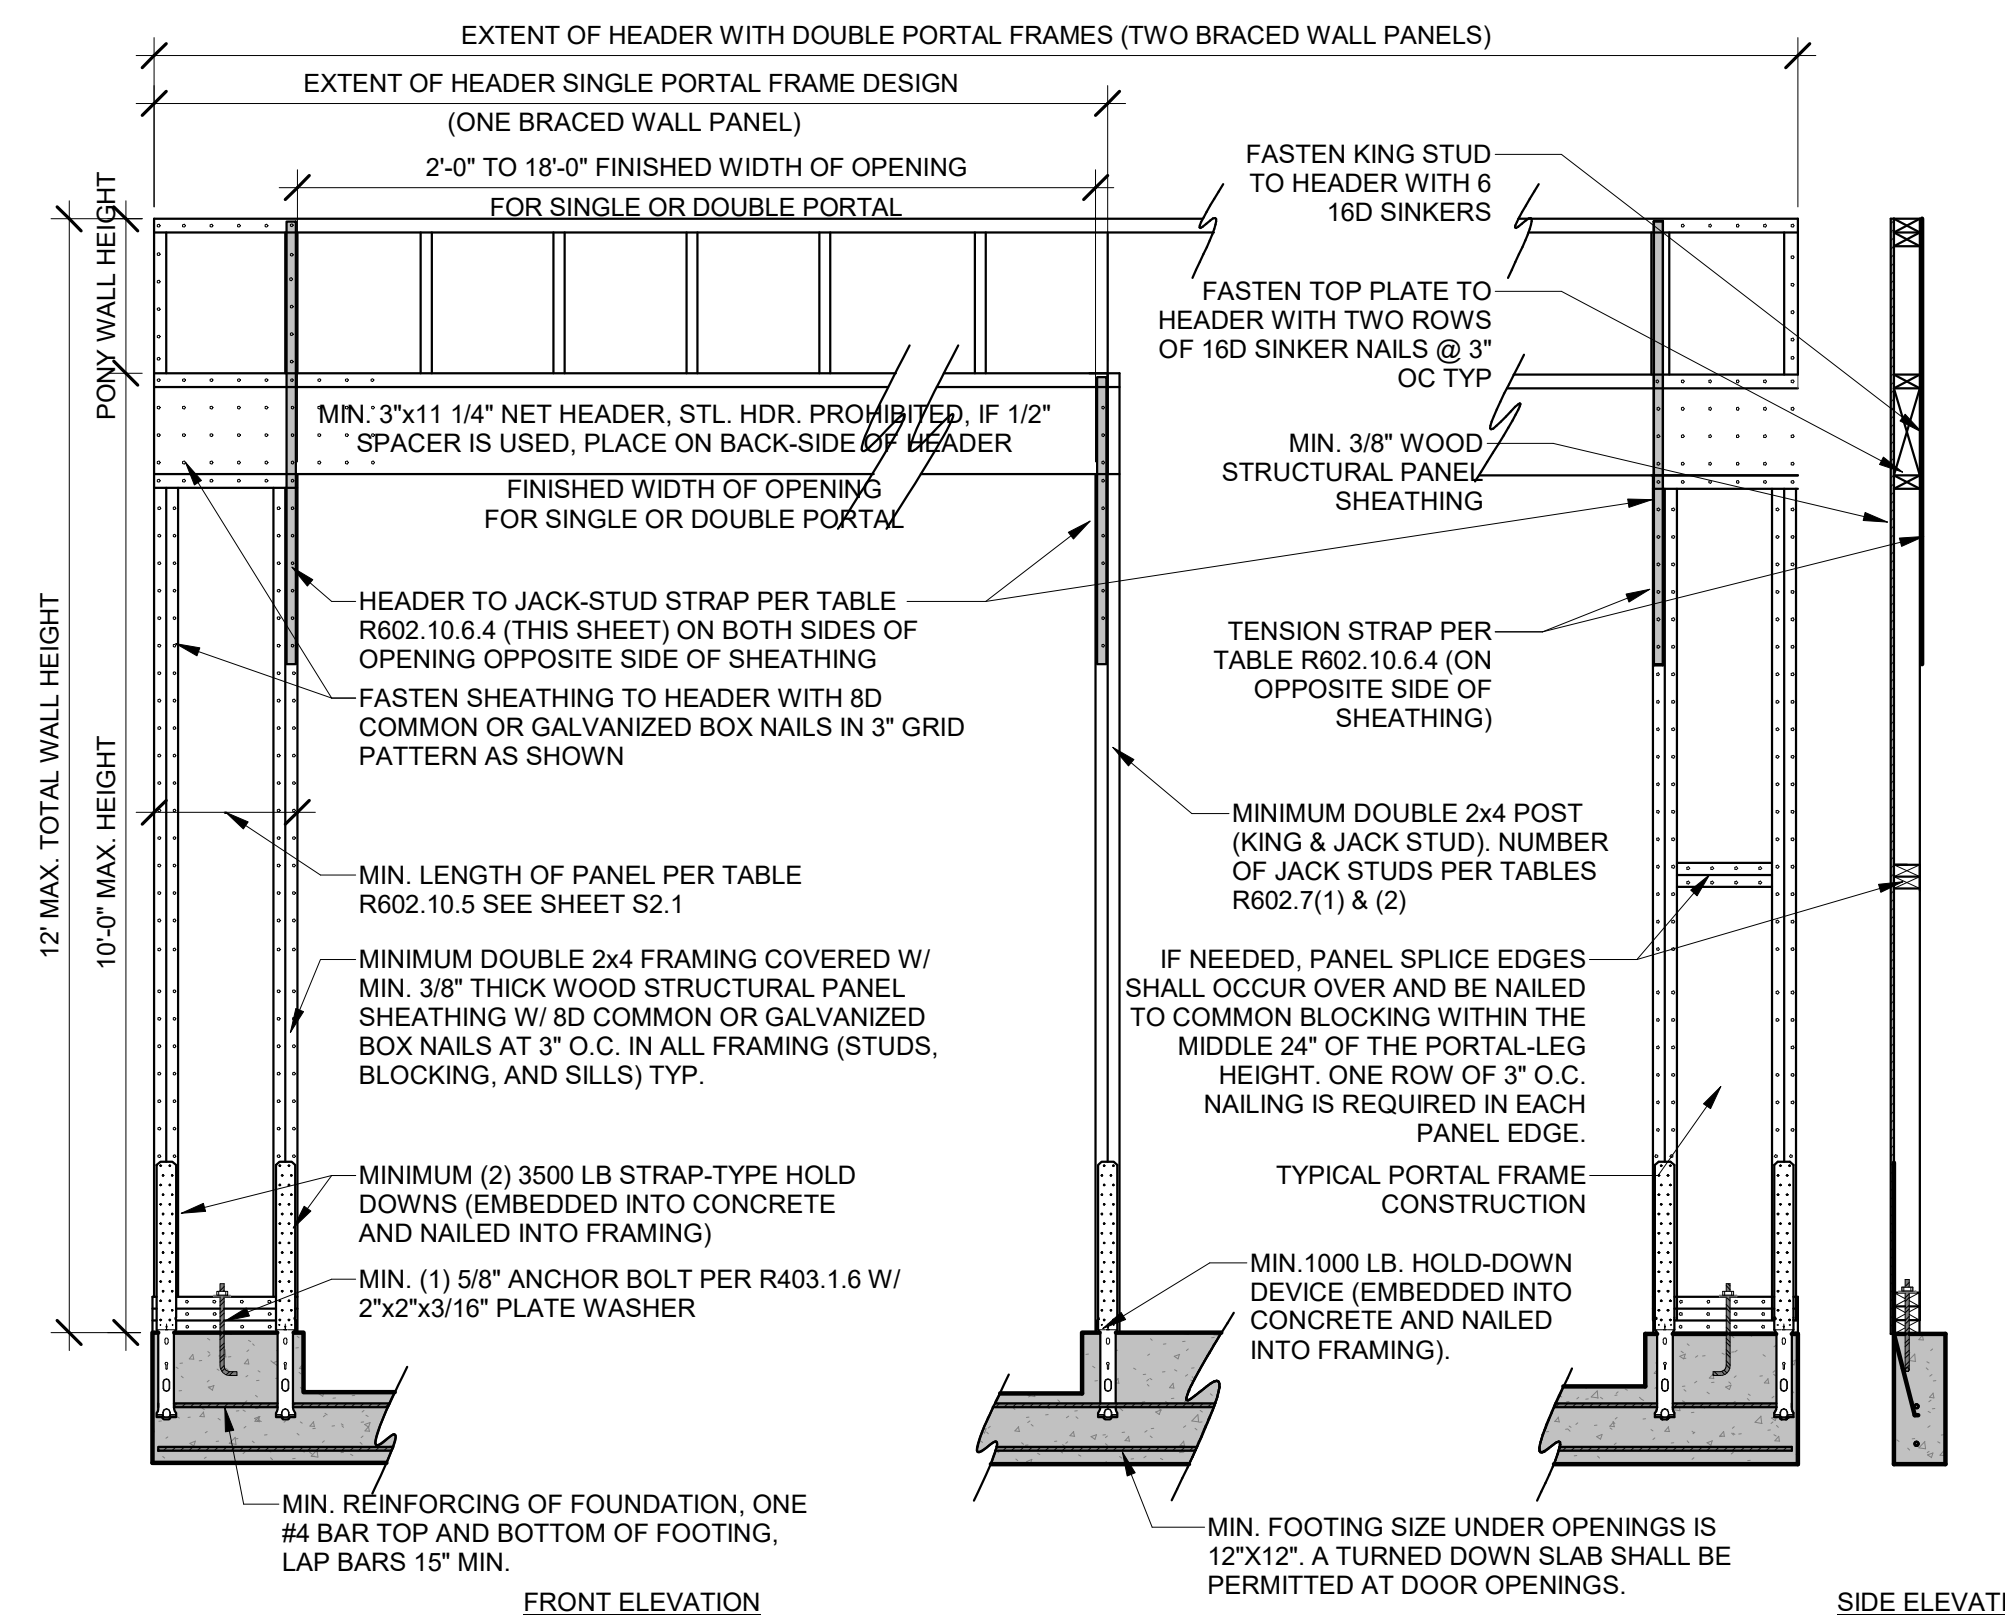 EXTENT OF HEADER WITH DOUBLE PORTAL FRAMES (TWO BRACED WALL PANELS)
EXTENT OF HEADER SINGLE PORTAL FRAME DESIGN
(ONE BRACED WALL PANEL)
2'-0" TO 18'-0" FINISHED WIDTH OF OPENING
FOR SINGLE OR DOUBLE PORTAL
PONY WALL HEIGHT
12' MAX. TOTAL WALL HEIGHT
10'-0" MAX. HEIGHT
MIN. 3"x11 1/4" NET HEADER, STL. HDR. PROHIBITED, IF 1/2"
SPACER IS USED, PLACE ON BACK-SIDE OF HEADER
FINISHED WIDTH OF OPENING
FOR SINGLE OR DOUBLE PORTAL
HEADER TO JACK-STUD STRAP PER TABLE
R602.10.6.4 (THIS SHEET) ON BOTH SIDES OF
OPENING OPPOSITE SIDE OF SHEATHING
FASTEN SHEATHING TO HEADER WITH 8D
COMMON OR GALVANIZED BOX NAILS IN 3" GRID
PATTERN AS SHOWN
MIN. LENGTH OF PANEL PER TABLE
R602.10.5 SEE SHEET S2.1
MINIMUM DOUBLE 2x4 FRAMING COVERED W/
MIN. 3/8" THICK WOOD STRUCTURAL PANEL
SHEATHING W/ 8D COMMON OR GALVANIZED
BOX NAILS AT 3" O.C. IN ALL FRAMING (STUDS,
BLOCKING, AND SILLS) TYP.
MINIMUM (2) 3500 LB STRAP-TYPE HOLD
DOWNS (EMBEDDED INTO CONCRETE
AND NAILED INTO FRAMING)
MIN. (1) 5/8" ANCHOR BOLT PER R403.1.6 W/
2"x2"x3/16" PLATE WASHER
MIN. REINFORCING OF FOUNDATION, ONE
#4 BAR TOP AND BOTTOM OF FOOTING,
LAP BARS 15" MIN.
FRONT ELEVATION
FASTEN KING STUD
TO HEADER WITH 6
16D SINKERS
FASTEN TOP PLATE TO
HEADER WITH TWO ROWS
OF 16D SINKER NAILS @ 3"
OC TYP
MIN. 3/8" WOOD
STRUCTURAL PANEL
SHEATHING
TENSION STRAP PER
TABLE R602.10.6.4 (ON
OPPOSITE SIDE OF
SHEATHING)
MINIMUM DOUBLE 2x4 POST
(KING & JACK STUD). NUMBER
OF JACK STUDS PER TABLES
R602.7(1) & (2)
IF NEEDED, PANEL SPLICE EDGES
SHALL OCCUR OVER AND BE NAILED
TO COMMON BLOCKING WITHIN THE
MIDDLE 24" OF THE PORTAL-LEG
HEIGHT. ONE ROW OF 3" O.C.
NAILING IS REQUIRED IN EACH
PANEL EDGE.
TYPICAL PORTAL FRAME
CONSTRUCTION
MIN.1000 LB. HOLD-DOWN
DEVICE (EMBEDDED INTO
CONCRETE AND NAILED
INTO FRAMING).
MIN. FOOTING SIZE UNDER OPENINGS IS
12"X12". A TURNED DOWN SLAB SHALL BE
PERMITTED AT DOOR OPENINGS.
SIDE ELEVATI